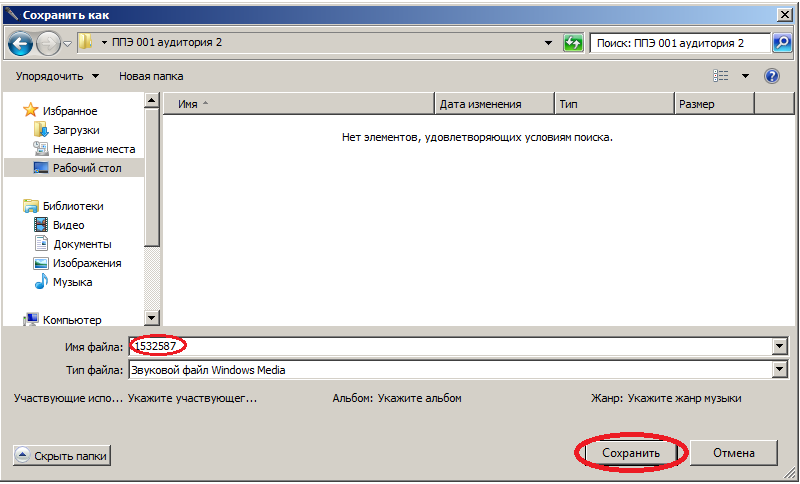 Сохранить как
ППЭ 001 аудитория 2
Поиск: ППЭ 001 аудитория 2
Упорядочить
Новая папка
Избранное
Загрузки
Недавние места
Рабочий стол
Библиотеки
Видео
Документы
Изображения
Музыка
Компьютер
Имя
Дата изменения
Тип
Размер
Нет элементов, удовлетворяющих условиям поиска.
Имя файла: 1532587
Тип файла: Звуковой файл Windows Media
Участвующие испо... Укажите участвующег... Альбом: Укажите альбом Жанр: Укажите жанр музыки
Скрыть папки
Сохранить
Отмена